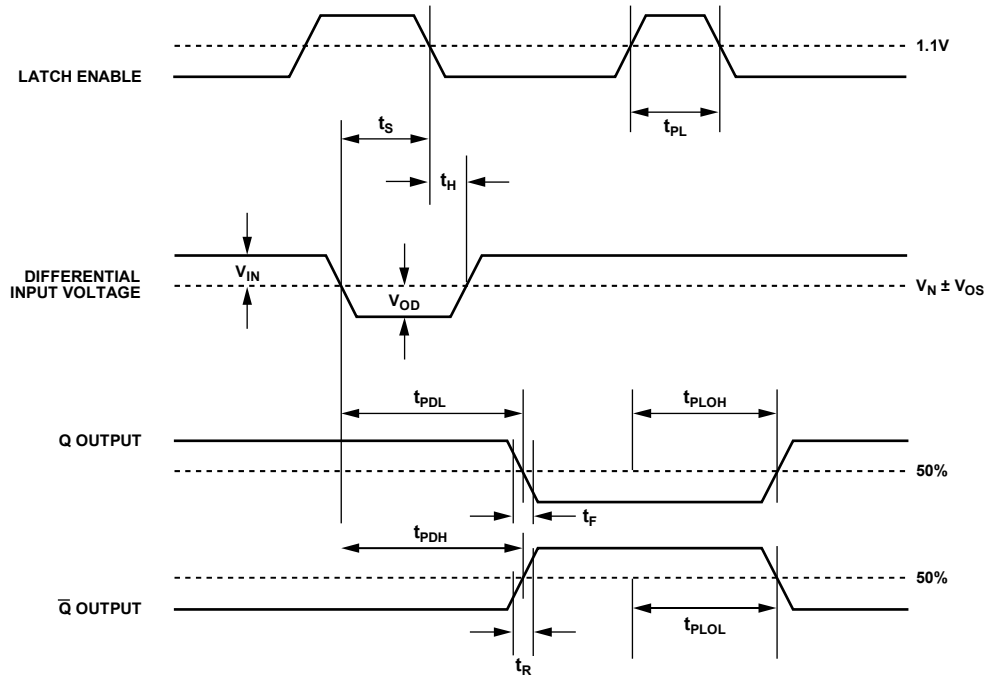 1.1V
LATCH ENABLE
tS
tPL
tH
DIFFERENTIAL
INPUT VOLTAGE
VIN
VOD
VN ± VOS
tPDL
tPLOH
Q OUTPUT
50%
tF
tPDH
50%
Q̅ OUTPUT
tPLOL
tR